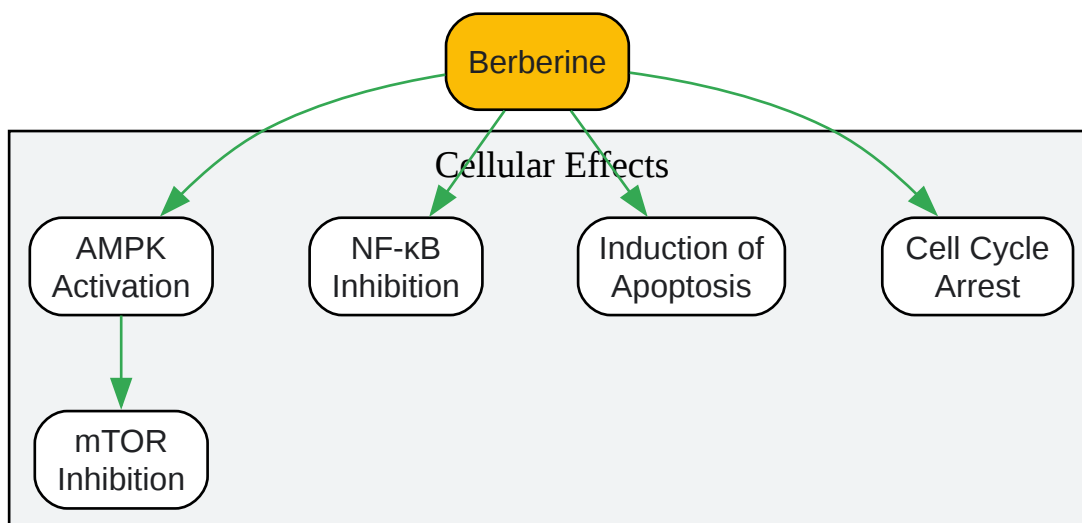 Berberine
Cellular Effects
AMPK
Activation
NF-κB
Inhibition
Induction of
Apoptosis
Cell Cycle
Arrest
mTOR
Inhibition